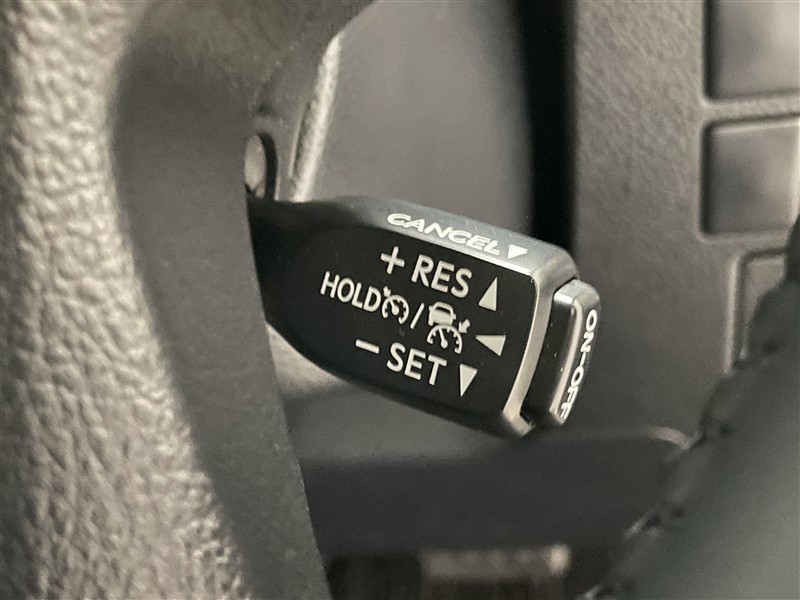 CANCEL▼
+ RES ▲
HOLD / ◀
− SET ▼
ON-OFF